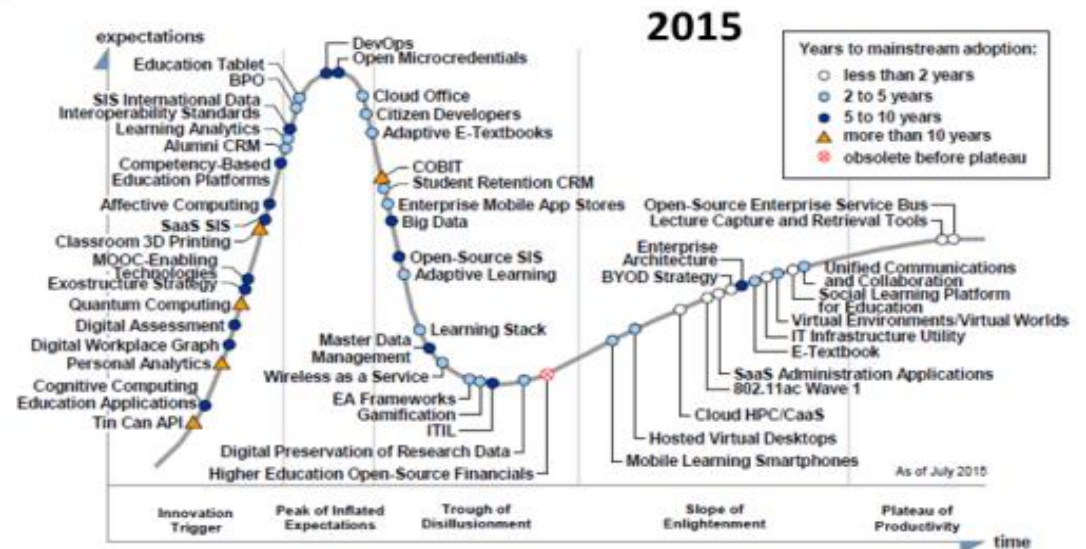 2015
expectations
Years to mainstream adoption:
less than 2 years
2 to 5 years
5 to 10 years
more than 10 years
obsolete before plateau
DevOps
Open Microcredentials
Education Tablet
BPO
SIS International Data
Interoperability Standards
Learning Analytics
Alumni CRM
Competency-Based
Education Platforms
Affective Computing
SaaS SIS
Classroom 3D Printing
MOOC-Enabling
Technologies
Exostructure Strategy
Quantum Computing
Digital Assessment
Digital Workplace Graph
Personal Analytics
Cognitive Computing
Education Applications
Tin Can API
Cloud Office
Citizen Developers
Adaptive E-Textbooks
COBIT
Student Retention CRM
Enterprise Mobile App Stores
Big Data
Open-Source SIS
Adaptive Learning
Learning Stack
Master Data
Management
Wireless as a Service
EA Frameworks
Gamification
ITIL
Digital Preservation of Research Data
Higher Education Open-Source Financials
Open-Source Enterprise Service Bus
Lecture Capture and Retrieval Tools
Enterprise
Architecture
BYOD Strategy
Unified Communications
and Collaboration
Social Learning Platform
for Education
Virtual Environments/Virtual Worlds
IT Infrastructure Utility
E-Textbook
SaaS Administration Applications
802.11ac Wave 1
Cloud HPC/CaaS
Hosted Virtual Desktops
Mobile Learning Smartphones
As of July 2015
Innovation
Trigger
Peak of Inflated
Expectations
Trough of
Disillusionment
Slope of
Enlightenment
Plateau of
Productivity
time